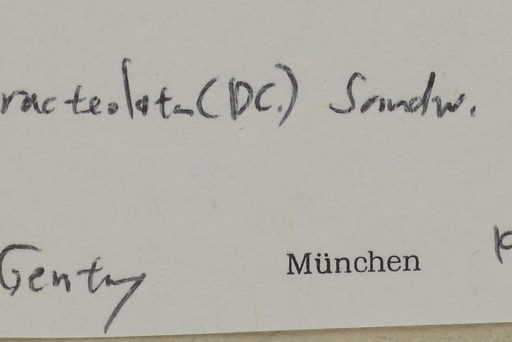 racteolata (DC.) Sandw.
Gentry München